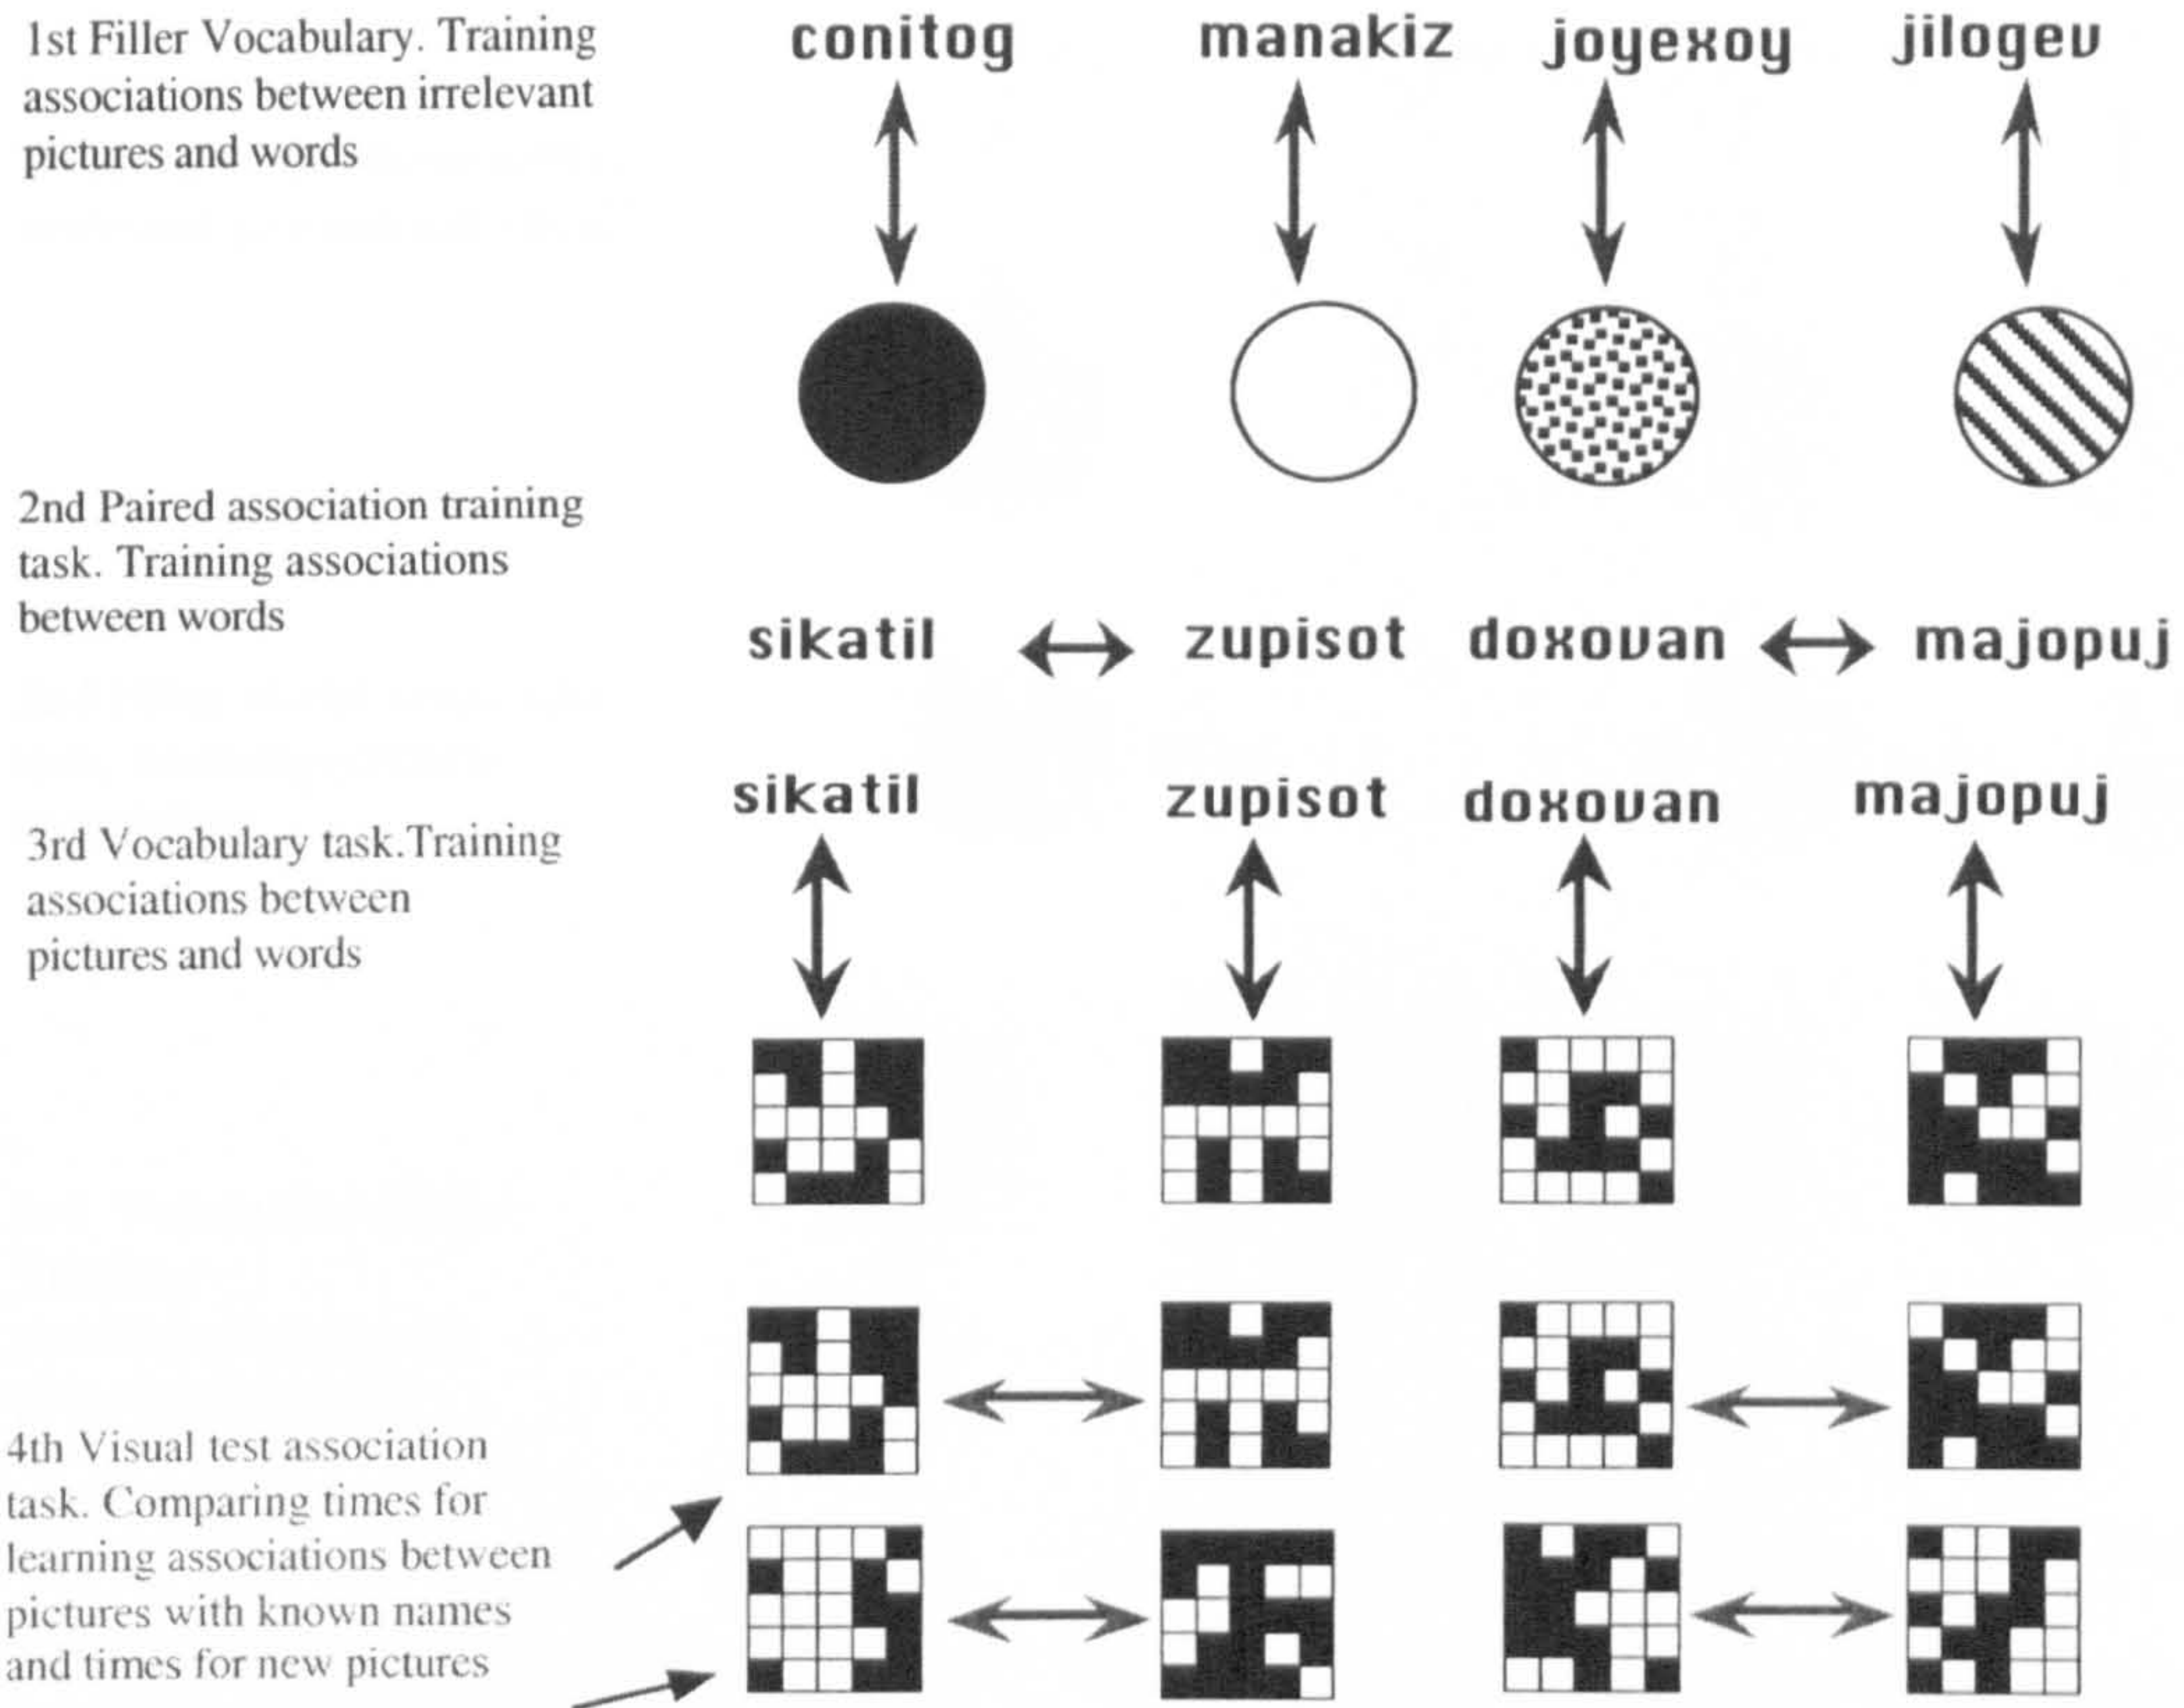 1st Filler Vocabulary. Training
associations between irrelevant
pictures and words
conitog manakiz joyexoy jilogev
2nd Paired association training
task. Training associations
between words
sikatil zupisot doxovan majopuj
sikatil zupisot doxovan majopuj
3rd Vocabulary task.Training
associations between
pictures and words
4th Visual test association
task. Comparing times for
learning associations between
pictures with known names
and times for new pictures